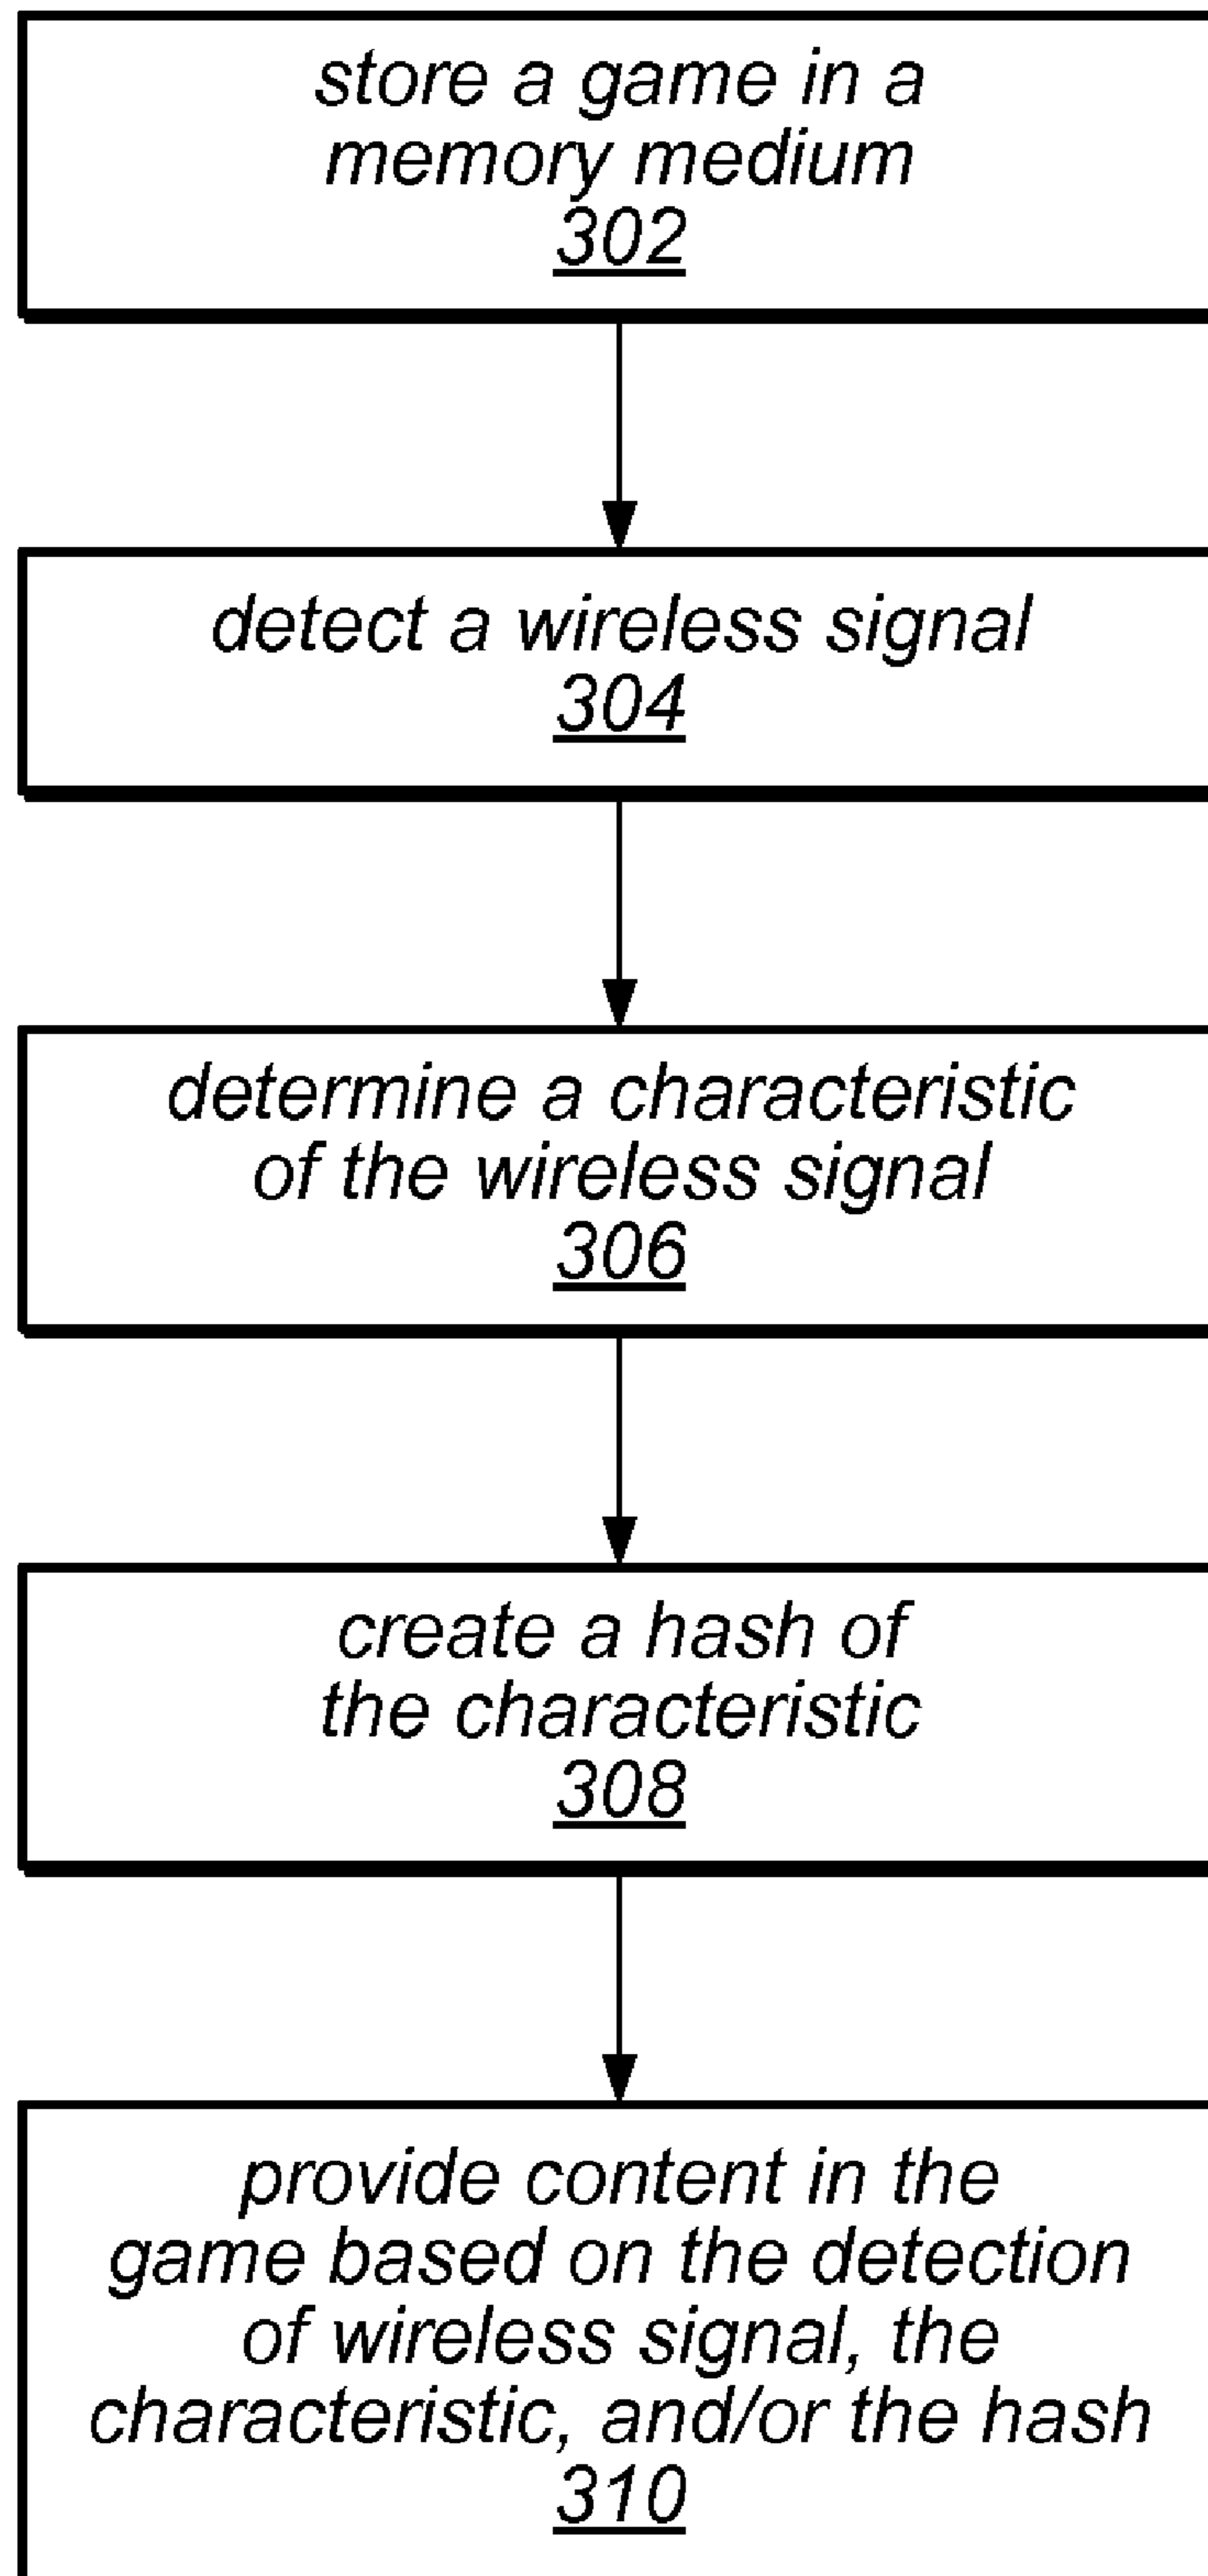 store a game in a
memory medium
302
detect a wireless signal
304
determine a characteristic
of the wireless signal
306
create a hash of
the characteristic
308
provide content in the
game based on the detection
of wireless signal, the
characteristic, and/or the hash
310